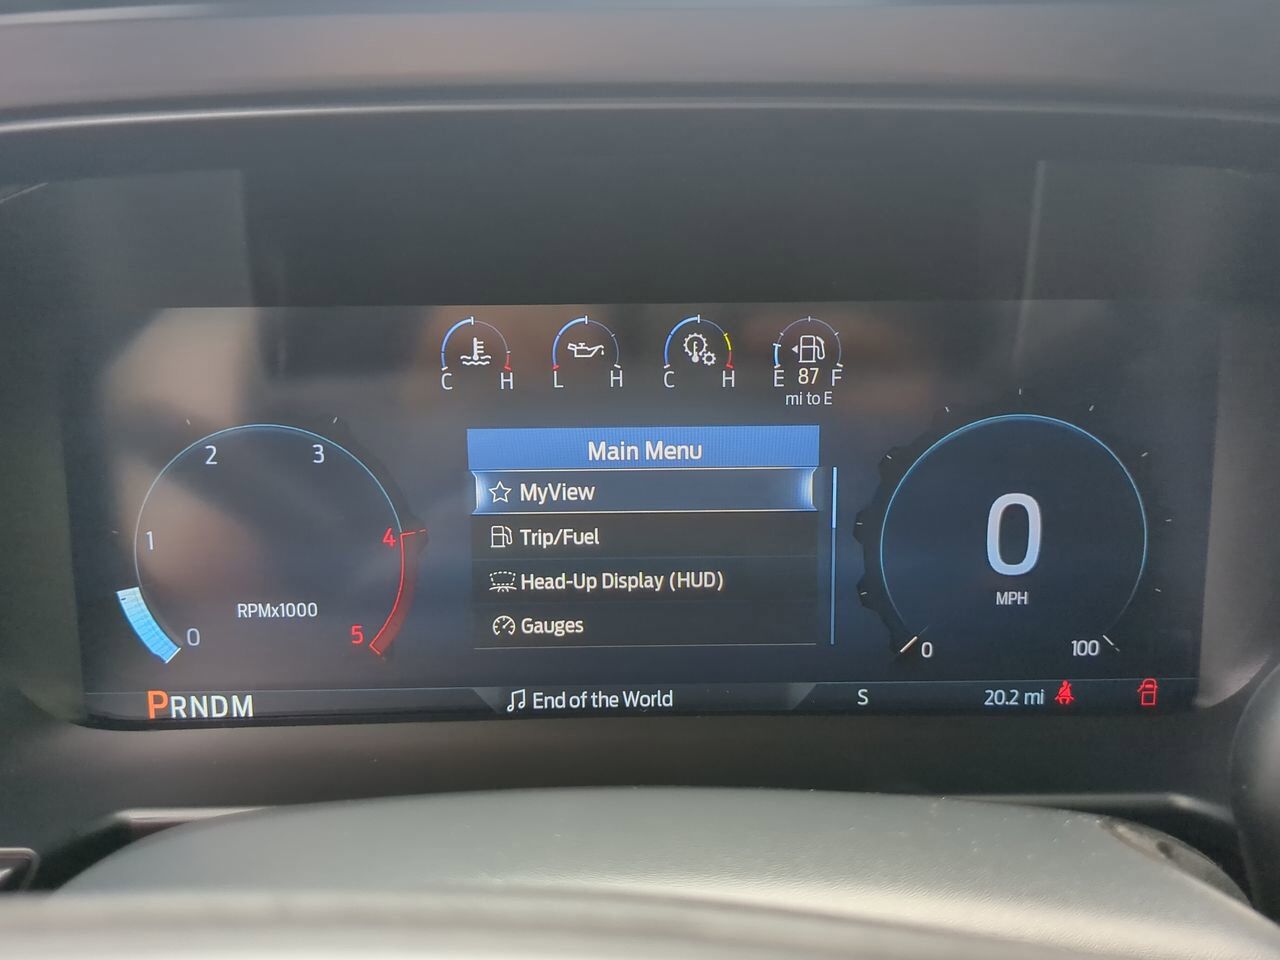 C H
L H
C H
E 87 F
mi to E
Main Menu
MyView
Trip/Fuel
Head-Up Display (HUD)
Gauges
0
1
2
3
4
5
RPMx1000
0
MPH
0
100
PRNDM
End of the World
S
20.2 mi